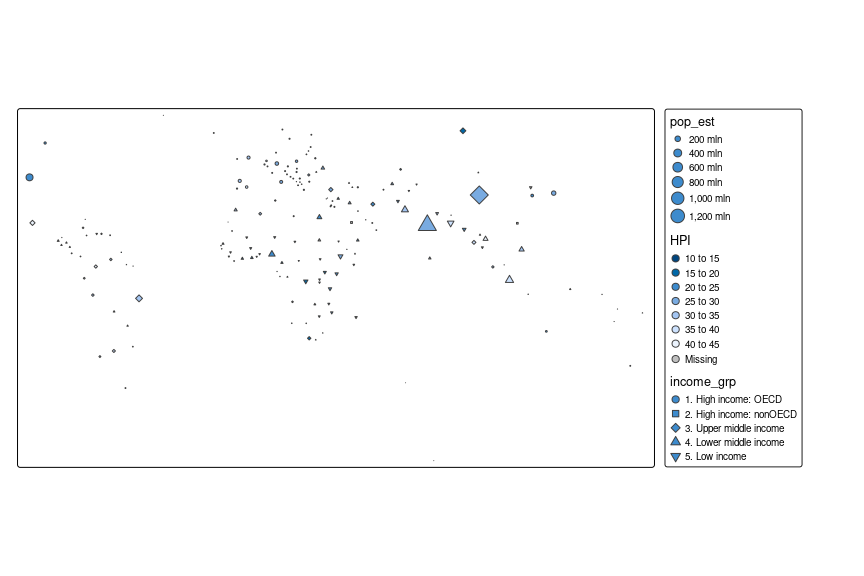 pop_est
200 mln
400 mln
600 mln
800 mln
1,000 mln
1,200 mln
HPI
10 to 15
15 to 20
20 to 25
25 to 30
30 to 35
35 to 40
40 to 45
Missing
income_grp
1. High income: OECD
2. High income: nonOECD
3. Upper middle income
4. Lower middle income
5. Low income